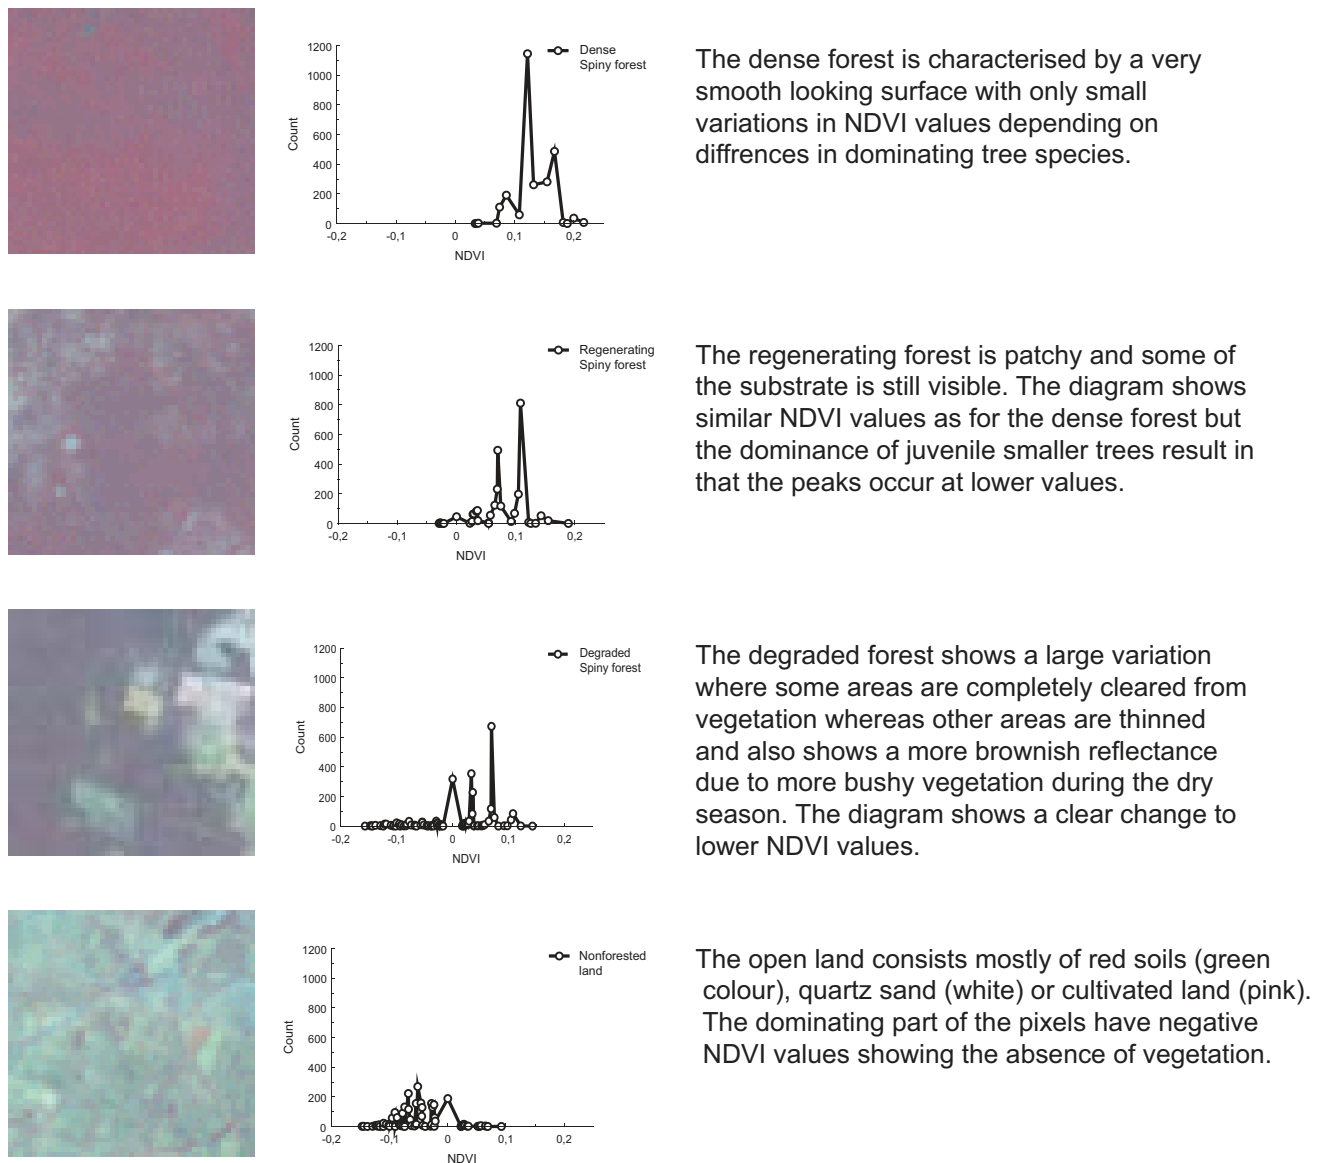 1200
1000
800
600
400
200
0
Count
-0,2 -0,1 0 0,1 0,2
NDVI
Dense
Spiny forest
The dense forest is characterised by a very
smooth looking surface with only small
variations in NDVI values depending on
diffrences in dominating tree species.
1200
1000
800
600
400
200
0
Count
-0,2 -0,1 0 0,1 0,2
NDVI
Regenerating
Spiny forest
The regenerating forest is patchy and some of
the substrate is still visible. The diagram shows
similar NDVI values as for the dense forest but
the dominance of juvenile smaller trees result in
that the peaks occur at lower values.
1200
1000
800
600
400
200
0
Count
-0,2 -0,1 0 0,1 0,2
NDVI
Degraded
Spiny forest
The degraded forest shows a large variation
where some areas are completely cleared from
vegetation whereas other areas are thinned
and also shows a more brownish reflectance
due to more bushy vegetation during the dry
season. The diagram shows a clear change to
lower NDVI values.
1200
1000
800
600
400
200
0
Count
-0,2 -0,1 0 0,1 0,2
NDVI
Nonforested
land
The open land consists mostly of red soils (green
colour), quartz sand (white) or cultivated land (pink).
The dominating part of the pixels have negative
NDVI values showing the absence of vegetation.